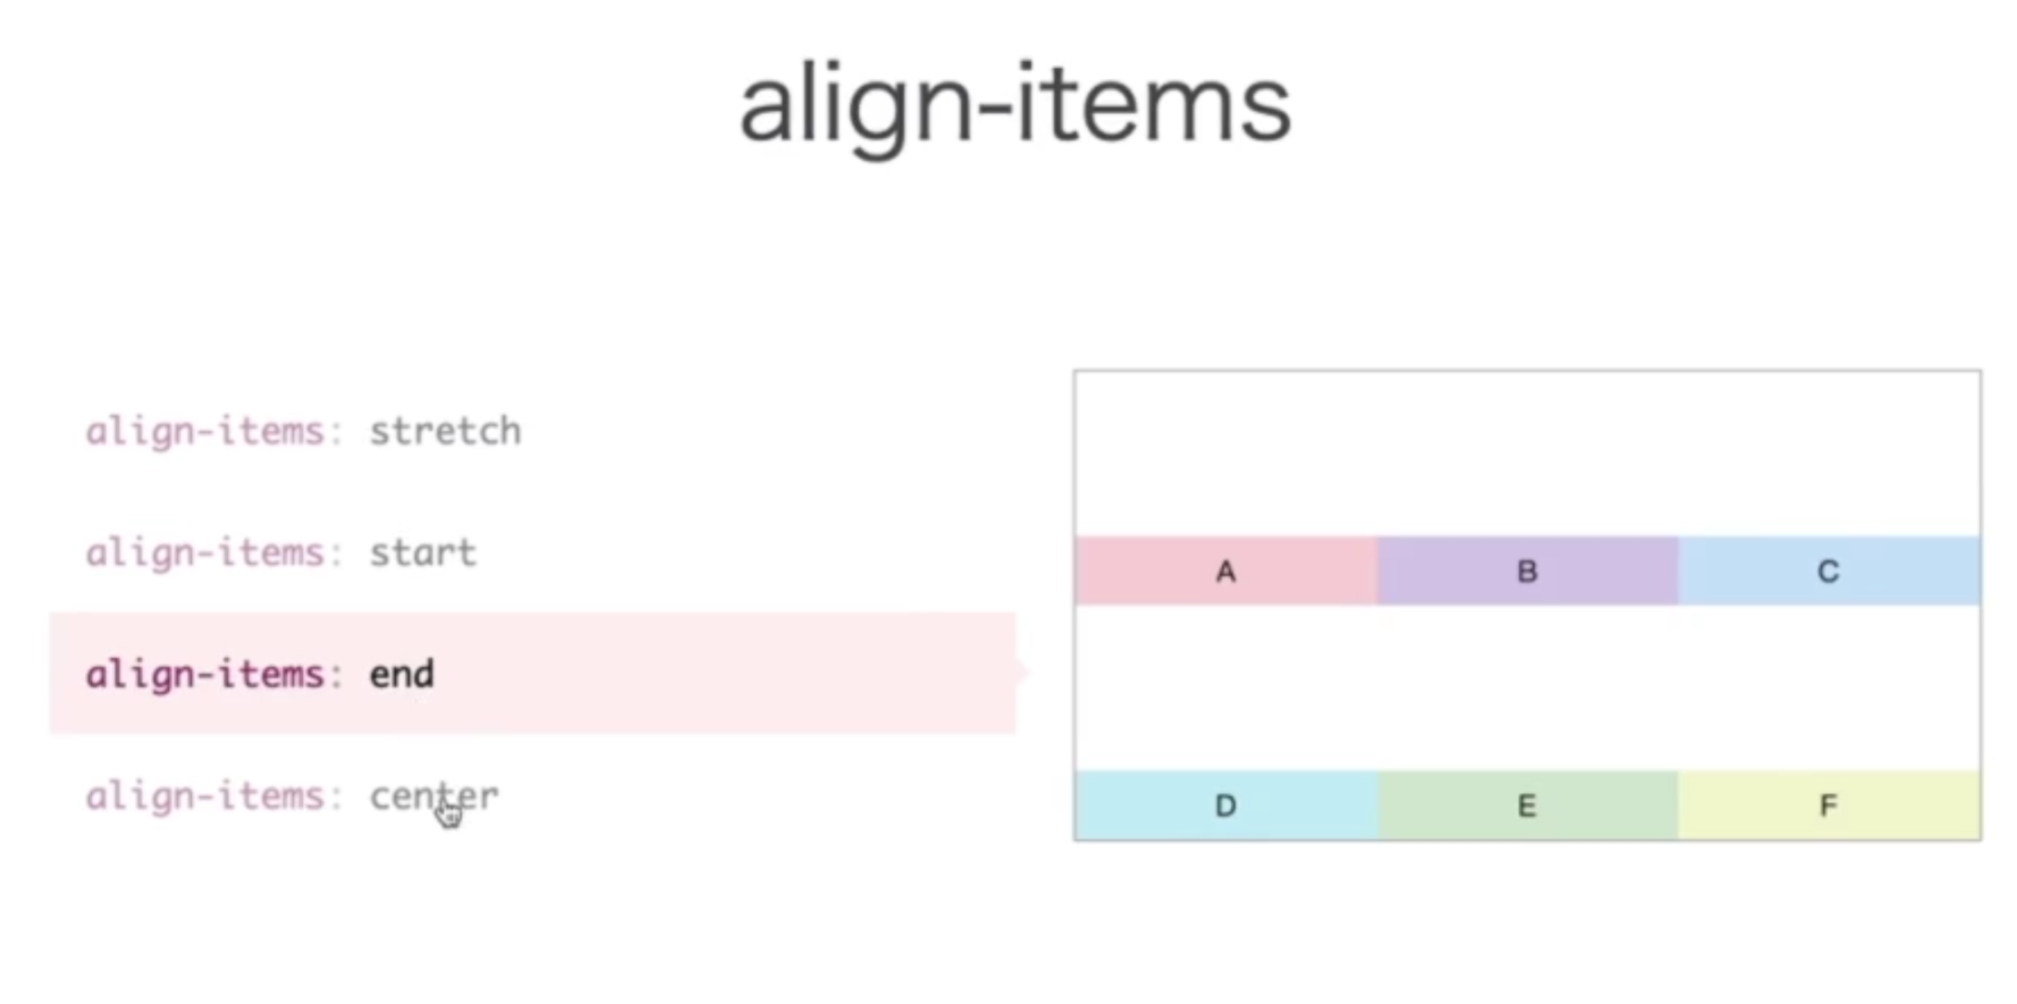 align-items
align-items: stretch
align-items: start
align-items: end
align-items: center
A B C
D E F